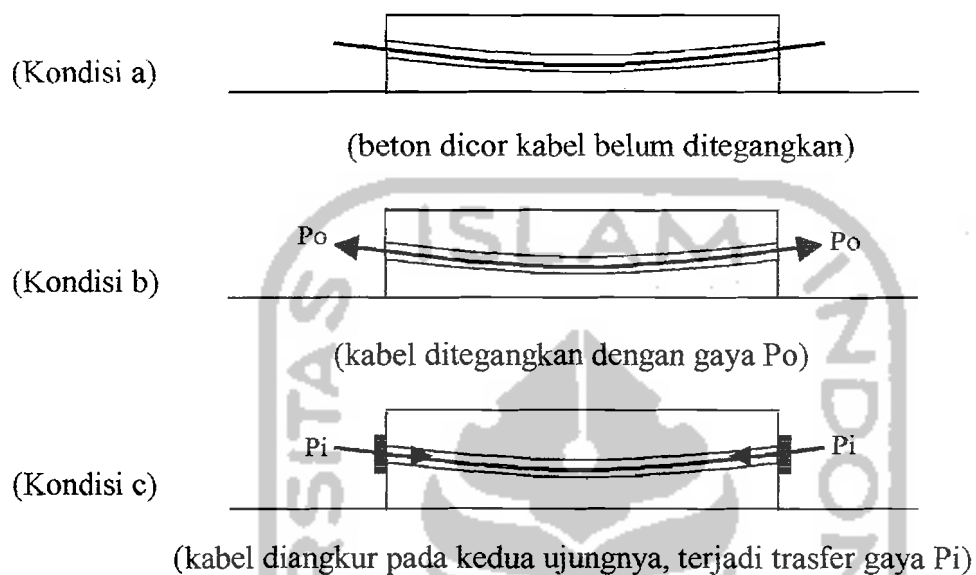 (Kondisi a)
(beton dicor kabel belum ditegangkan)
ISLAM
Po
Po
(Kondisi b)
(kabel ditegangkan dengan gaya Po)
Pi
Pi
(Kondisi c)
(kabel diangkur pada kedua ujungnya, terjadi trasfer gaya Pi)